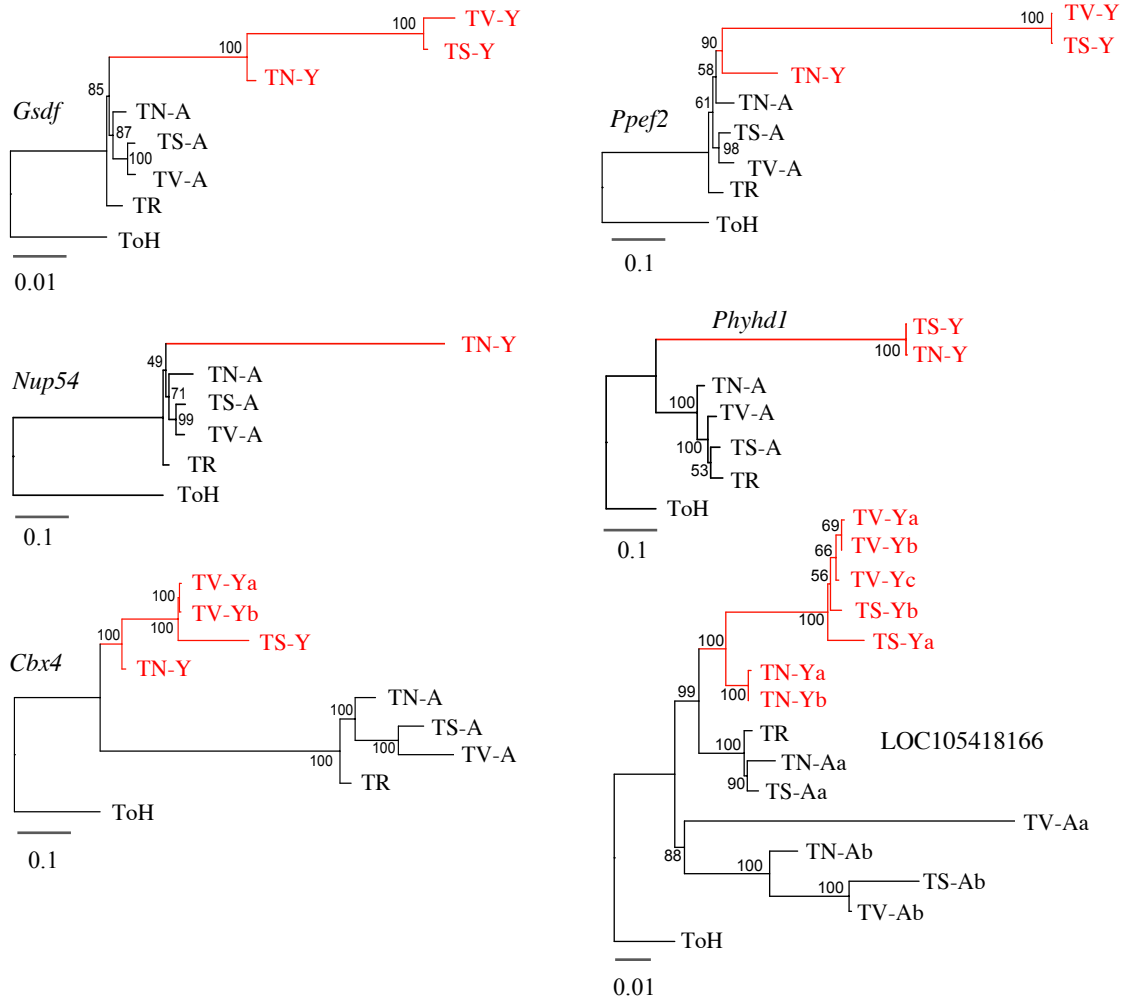 Gsdf
100
TV-Y
TS-Y
100
TN-Y
85
TN-A
87
TS-A
100
TV-A
TR
ToH
0.01
Ppef2
100
TV-Y
TS-Y
90
TN-Y
58
TN-A
61
TS-A
98
TV-A
TR
ToH
0.1
Nup54
TN-Y
49
TN-A
71
TS-A
99
TV-A
TR
ToH
0.1
Phyhd1
TS-Y
100
TN-Y
TN-A
100
TV-A
100
TS-A
53
TR
ToH
0.1
Cbx4
TV-Ya
100
TV-Yb
100
TS-Y
100
TN-Y
TN-A
100
TS-A
100
TV-A
100
TR
ToH
0.1
LOC105418166
69
TV-Ya
TV-Yb
66
TV-Yc
56
TS-Yb
100
TS-Ya
100
TN-Ya
100
TN-Yb
99
TR
100
TN-Aa
90
TS-Aa
TV-Aa
88
TN-Ab
100
TS-Ab
100
TV-Ab
ToH
0.01